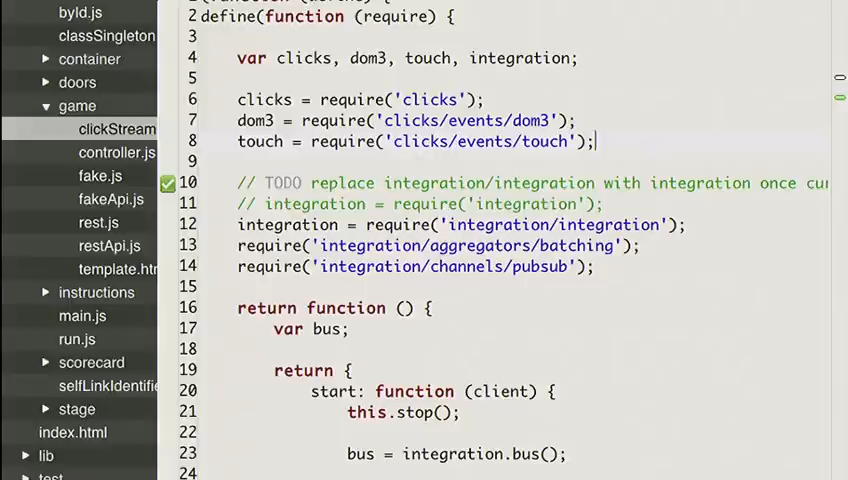 byId.js
classSingleton
container
doors
game
clickStream
controller.js
fake.js
fakeApi.js
rest.js
restApi.js
template.htm
instructions
main.js
run.js
scorecard
selfLinkIdentifie
stage
index.html
lib
test
2 define(function (require) {
3
4 var clicks, dom3, touch, integration;
5
6 clicks = require('clicks');
7 dom3 = require('clicks/events/dom3');
8 touch = require('clicks/events/touch');
9
10 // TODO replace integration/integration with integration once cur
11 // integration = require('integration');
12 integration = require('integration/integration');
13 require('integration/aggregators/batching');
14 require('integration/channels/pubsub');
15
16 return function () {
17 var bus;
18
19 return {
20 start: function (client) {
21 this.stop();
22
23 bus = integration.bus();
24